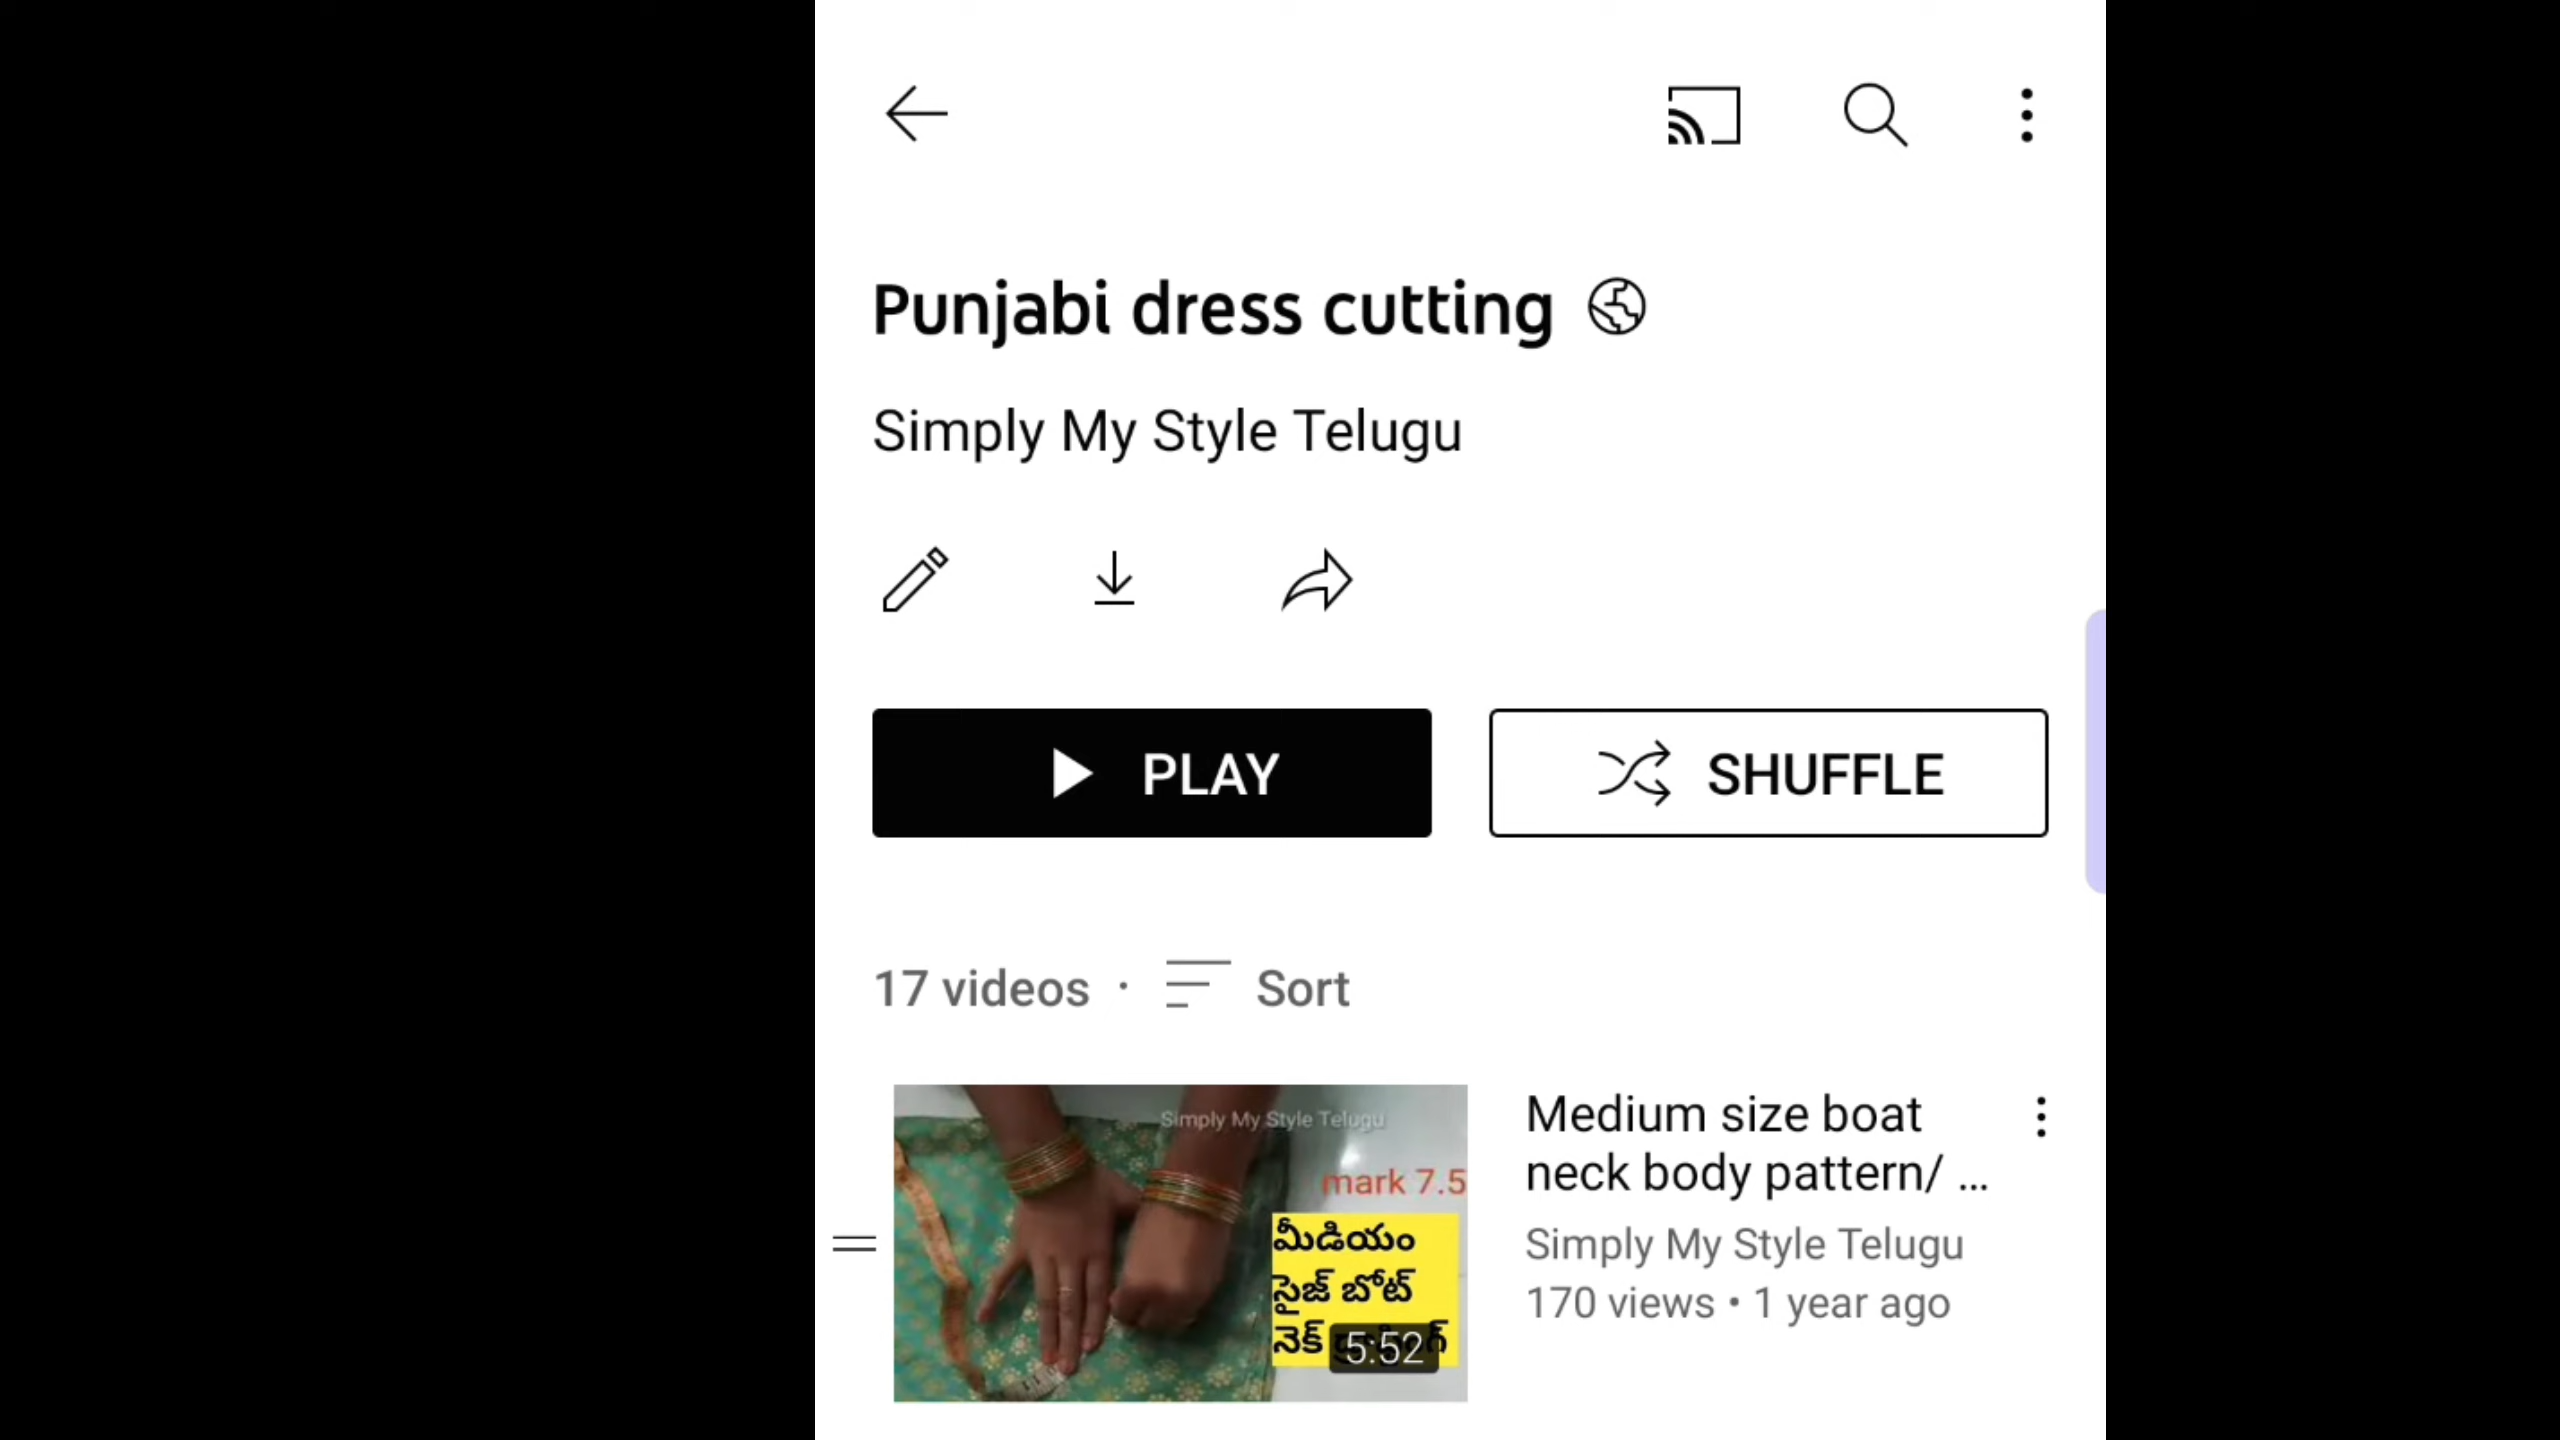 Punjabi dress cutting
Simply My Style Telugu
PLAY
SHUFFLE
17 videos · Sort
Simply My Style Telugu
mark 7.5
మీడియం
సైజ్ బోట్
నెక్
5:52
Medium size boat
neck body pattern/ ...
Simply My Style Telugu
170 views • 1 year ago